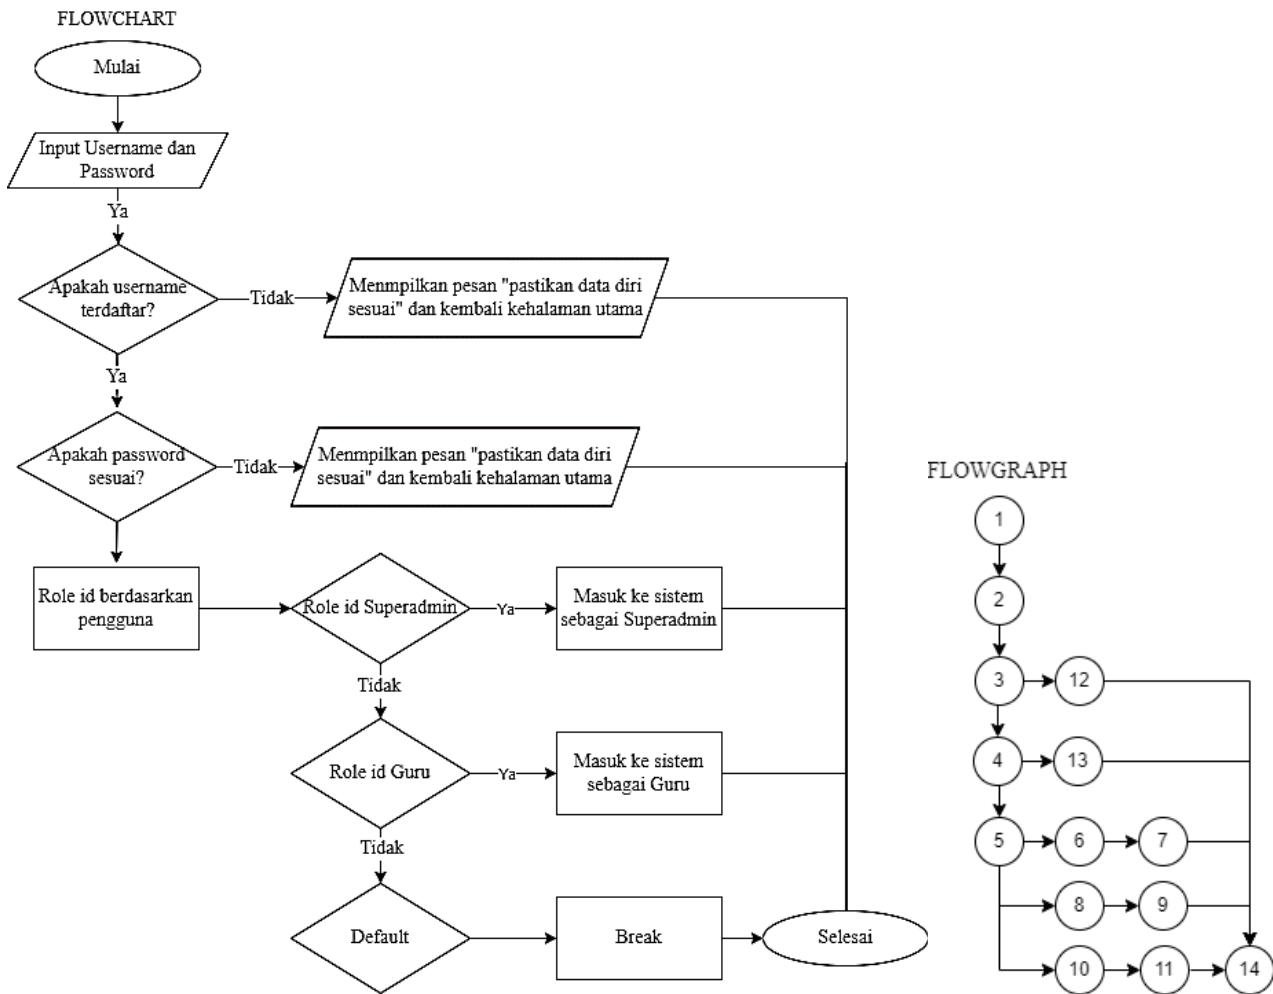 FLOWCHART
Mulai
Input Username dan
Password
Ya
Apakah username
terdaftar?
Tidak
Menmpilkan pesan "pastikan data diri
sesuai" dan kembali kehalaman utama
Ya
Apakah password
sesuai?
Tidak
Menmpilkan pesan "pastikan data diri
sesuai" dan kembali kehalaman utama
Role id berdasarkan
pengguna
Role id Superadmin
Ya
Masuk ke sistem
sebagai Superadmin
Tidak
Role id Guru
Ya
Masuk ke sistem
sebagai Guru
Tidak
Default
Break
Selesai
FLOWGRAPH
1
2
3
12
4
13
5
6
7
8
9
10
11
14